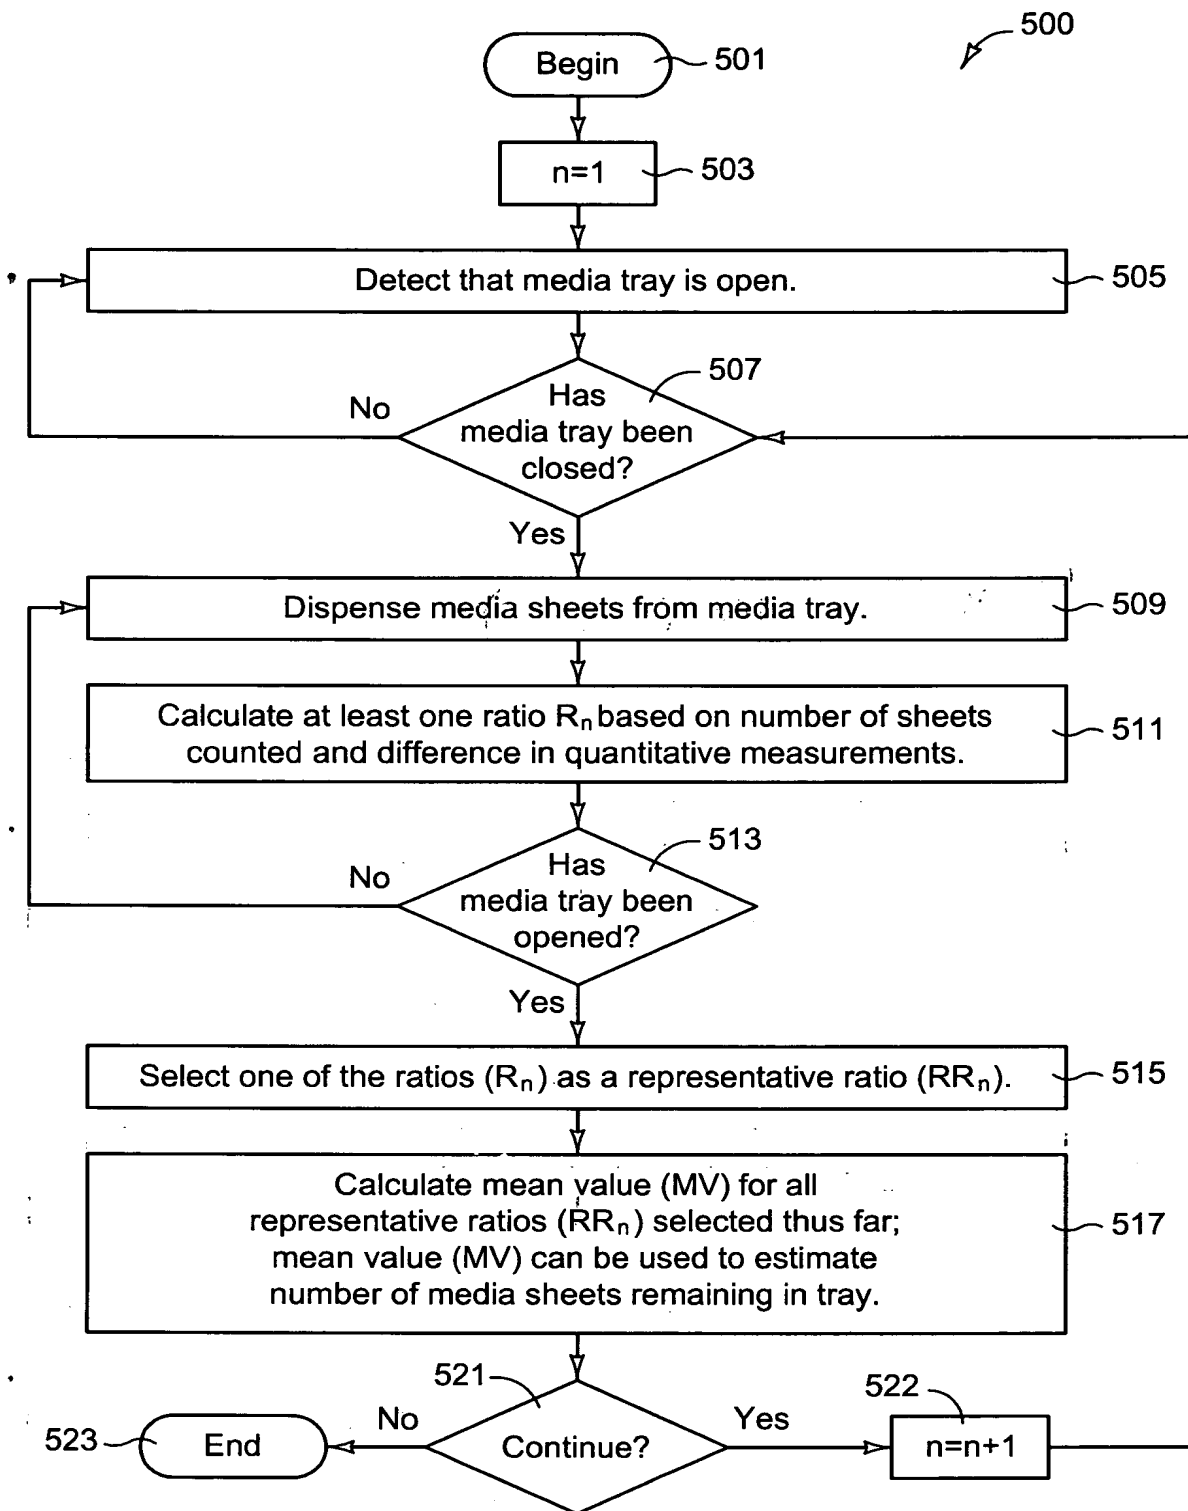 500
Begin
501
n=1
503
Detect that media tray is open.
505
507
Has
media tray been
closed?
No
Yes
Dispense media sheets from media tray.
509
Calculate at least one ratio Rn based on number of sheets
counted and difference in quantitative measurements.
511
513
Has
media tray been
opened?
No
Yes
Select one of the ratios (Rn) as a representative ratio (RRn).
515
Calculate mean value (MV) for all
representative ratios (RRn) selected thus far;
mean value (MV) can be used to estimate
number of media sheets remaining in tray.
517
521
Continue?
No
Yes
522
n=n+1
523
End